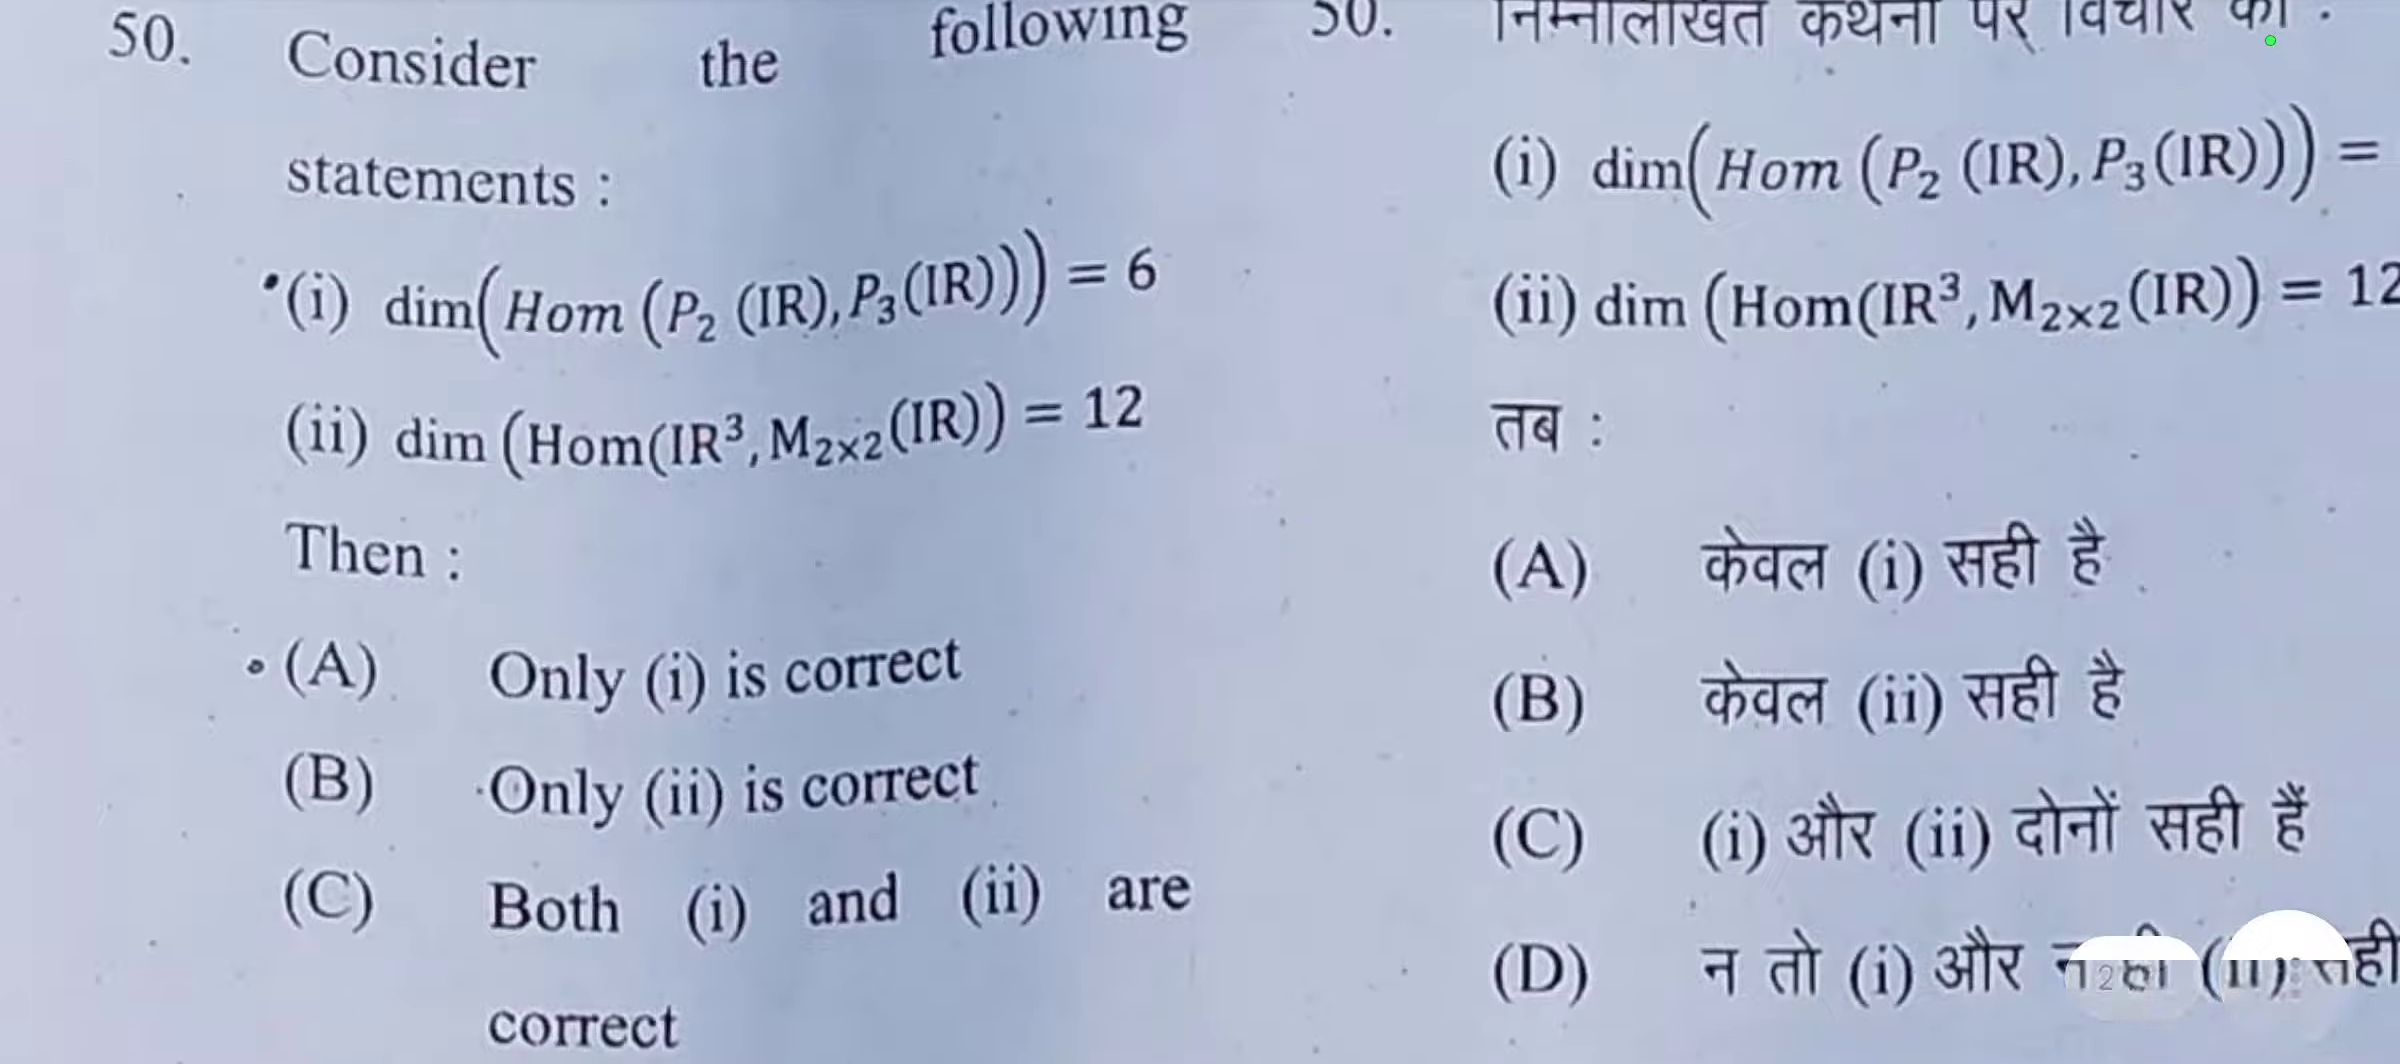 50. Consider the following
statements :
(i) dim(Hom (P₂ (IR), P₃(IR))) = 6
(ii) dim (Hom(IR³, M₂ₓ₂(IR)) = 12
Then :
(A) Only (i) is correct
(B) Only (ii) is correct
(C) Both (i) and (ii) are
correct
50. निम्नलिखित कथनों पर विचार
(i) dim(Hom (P₂ (IR), P₃(IR))) =
(ii) dim (Hom(IR³, M₂ₓ₂(IR)) = 12
तब :
(A) केवल (i) सही है
(B) केवल (ii) सही है
(C) (i) और (ii) दोनों सही हैं
(D) न तो (i) और न ही (ii) सही